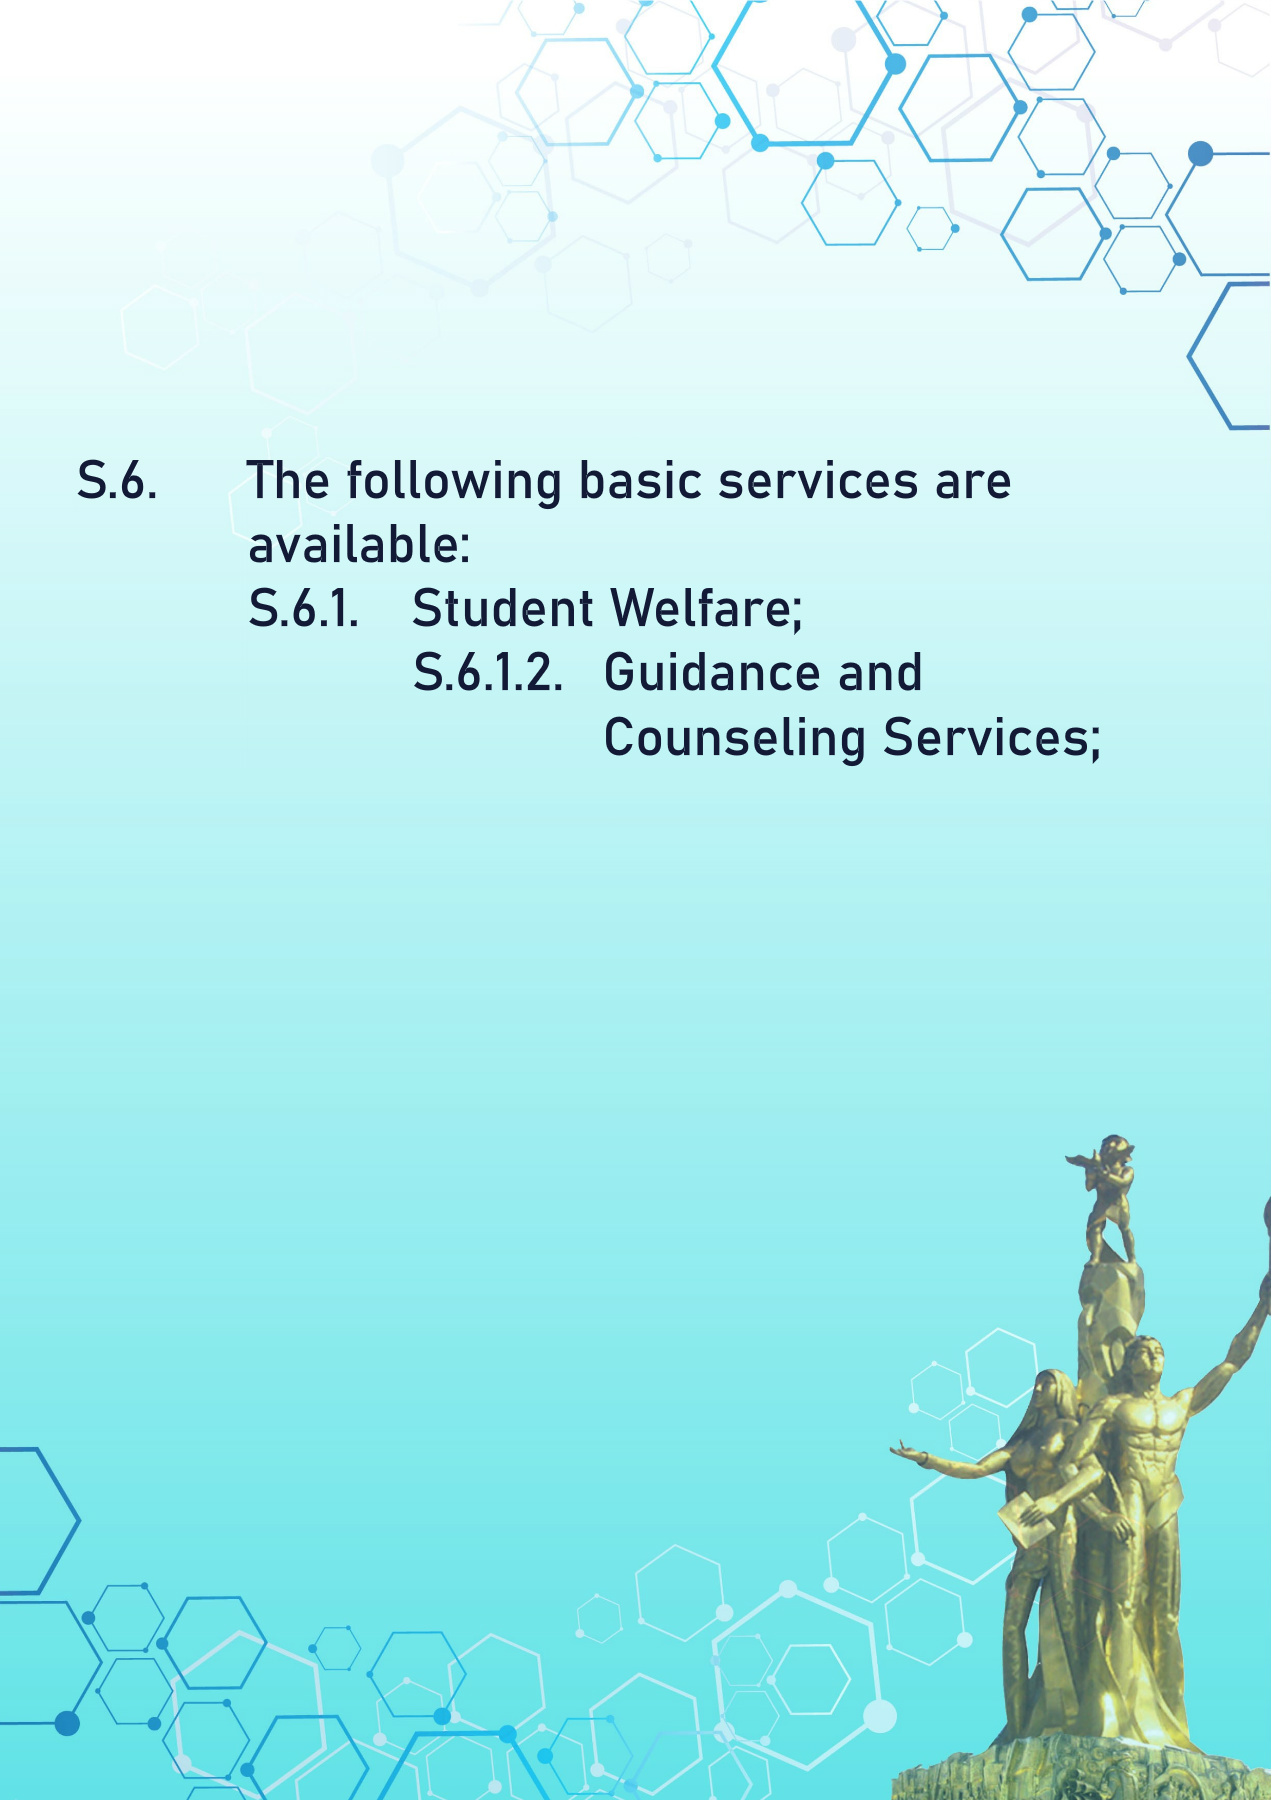 S.6. The following basic services are
available:
S.6.1. Student Welfare;
S.6.1.2. Guidance and
Counseling Services;